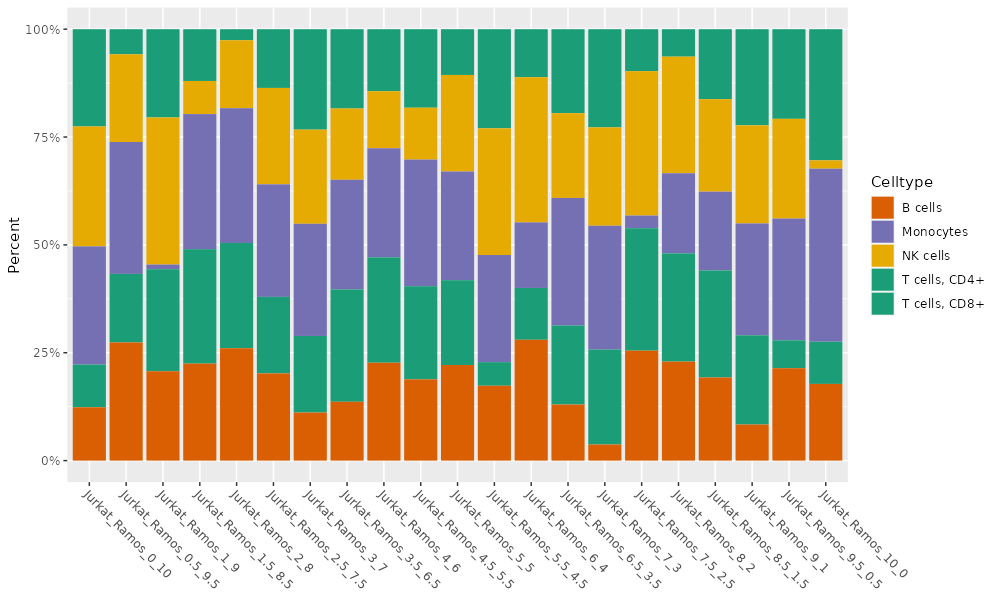 100%
75%
50%
25%
0%
Percent
Jurkat_Ramos_0_10
Jurkat_Ramos_0.5_9.5
Jurkat_Ramos_1_9
Jurkat_Ramos_1.5_8.5
Jurkat_Ramos_2_8
Jurkat_Ramos_2.5_7.5
Jurkat_Ramos_3_7
Jurkat_Ramos_3.5_6.5
Jurkat_Ramos_4_6
Jurkat_Ramos_4.5_5.5
Jurkat_Ramos_5_5
Jurkat_Ramos_5.5_4.5
Jurkat_Ramos_6_4
Jurkat_Ramos_6.5_3.5
Jurkat_Ramos_7_3
Jurkat_Ramos_7.5_2.5
Jurkat_Ramos_8_2
Jurkat_Ramos_8.5_1.5
Jurkat_Ramos_9_1
Jurkat_Ramos_9.5_0.5
Jurkat_Ramos_10_0
Celltype
B cells
Monocytes
NK cells
T cells, CD4+
T cells, CD8+